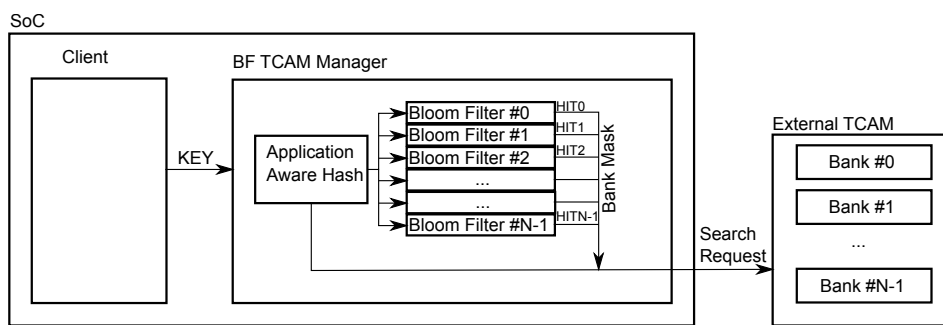 SoC
Client
BF TCAM Manager
KEY
Application
Aware Hash
Bloom Filter #0
Bloom Filter #1
Bloom Filter #2
...
...
Bloom Filter #N-1
HIT0
HIT1
HIT2
HITN-1
Bank Mask
Search
Request
External TCAM
Bank #0
Bank #1
...
Bank #N-1